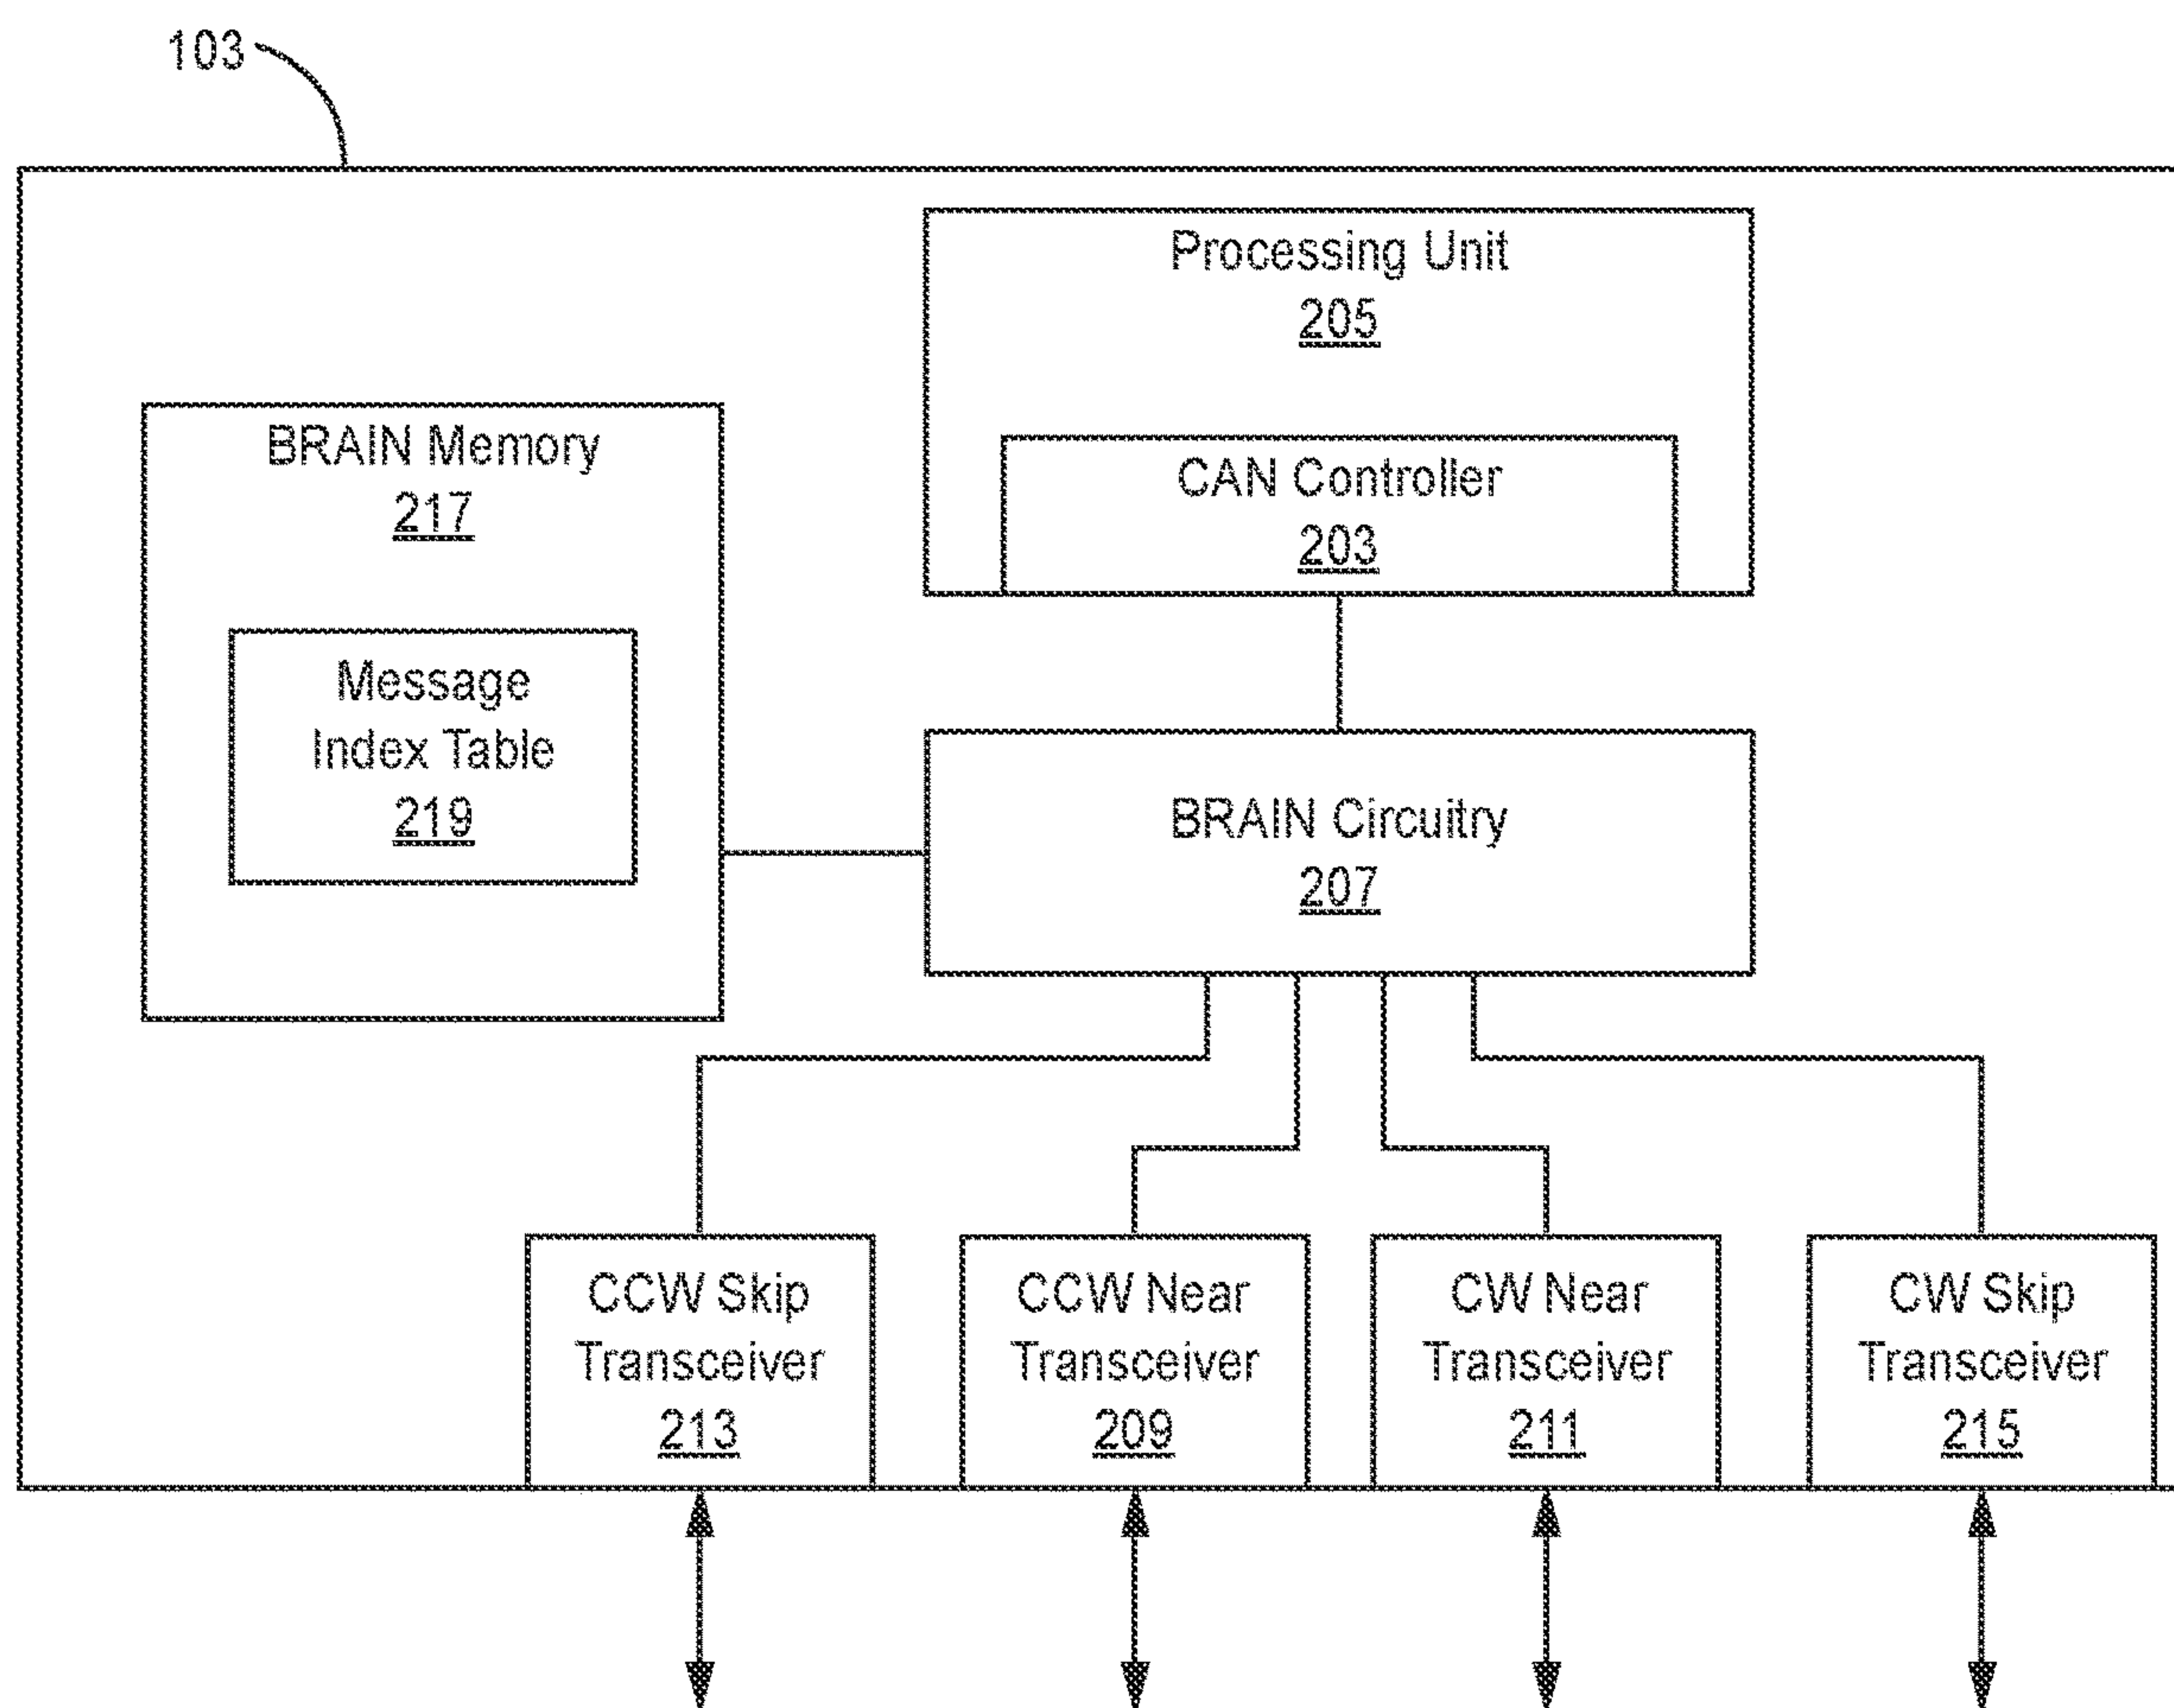 103
Processing Unit
205
CAN Controller
203
BRAIN Memory
217
Message
Index Table
219
BRAIN Circuitry
207
CCW Skip
Transceiver
213
CCW Near
Transceiver
209
CW Near
Transceiver
211
CW Skip
Transceiver
215